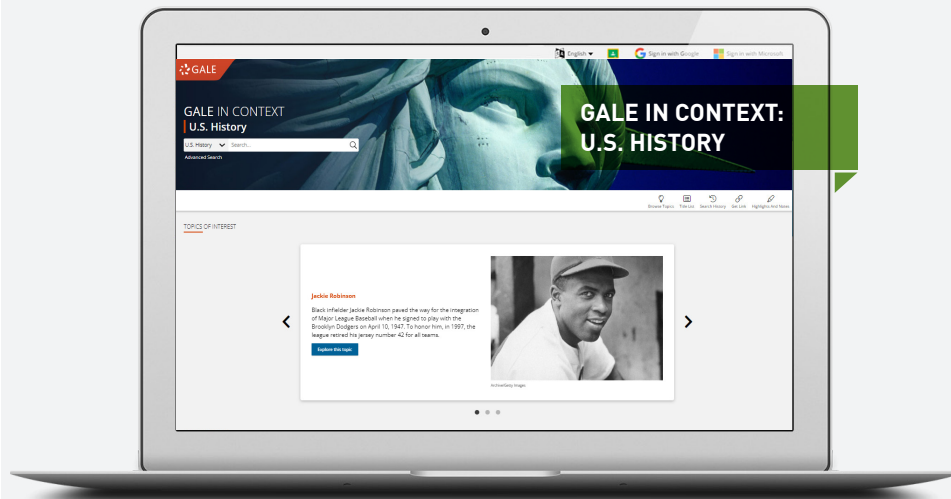 English
Sign in with Google
Sign in with Microsoft
GALE
GALE IN CONTEXT
U.S. History
U.S. History
Search...
Advanced Search
GALE IN CONTEXT:
U.S. HISTORY
Browse Topics
Title List
Search History
Get Link
Highlights And Notes
TOPICS OF INTEREST
Jackie Robinson
Black infielder Jackie Robinson paved the way for the integration
of Major League Baseball when he signed to play with the
Brooklyn Dodgers on April 10, 1947. To honor him, in 1997, the
league retired his jersey number 42 for all teams.
Explore this topic
Archive/Getty Images